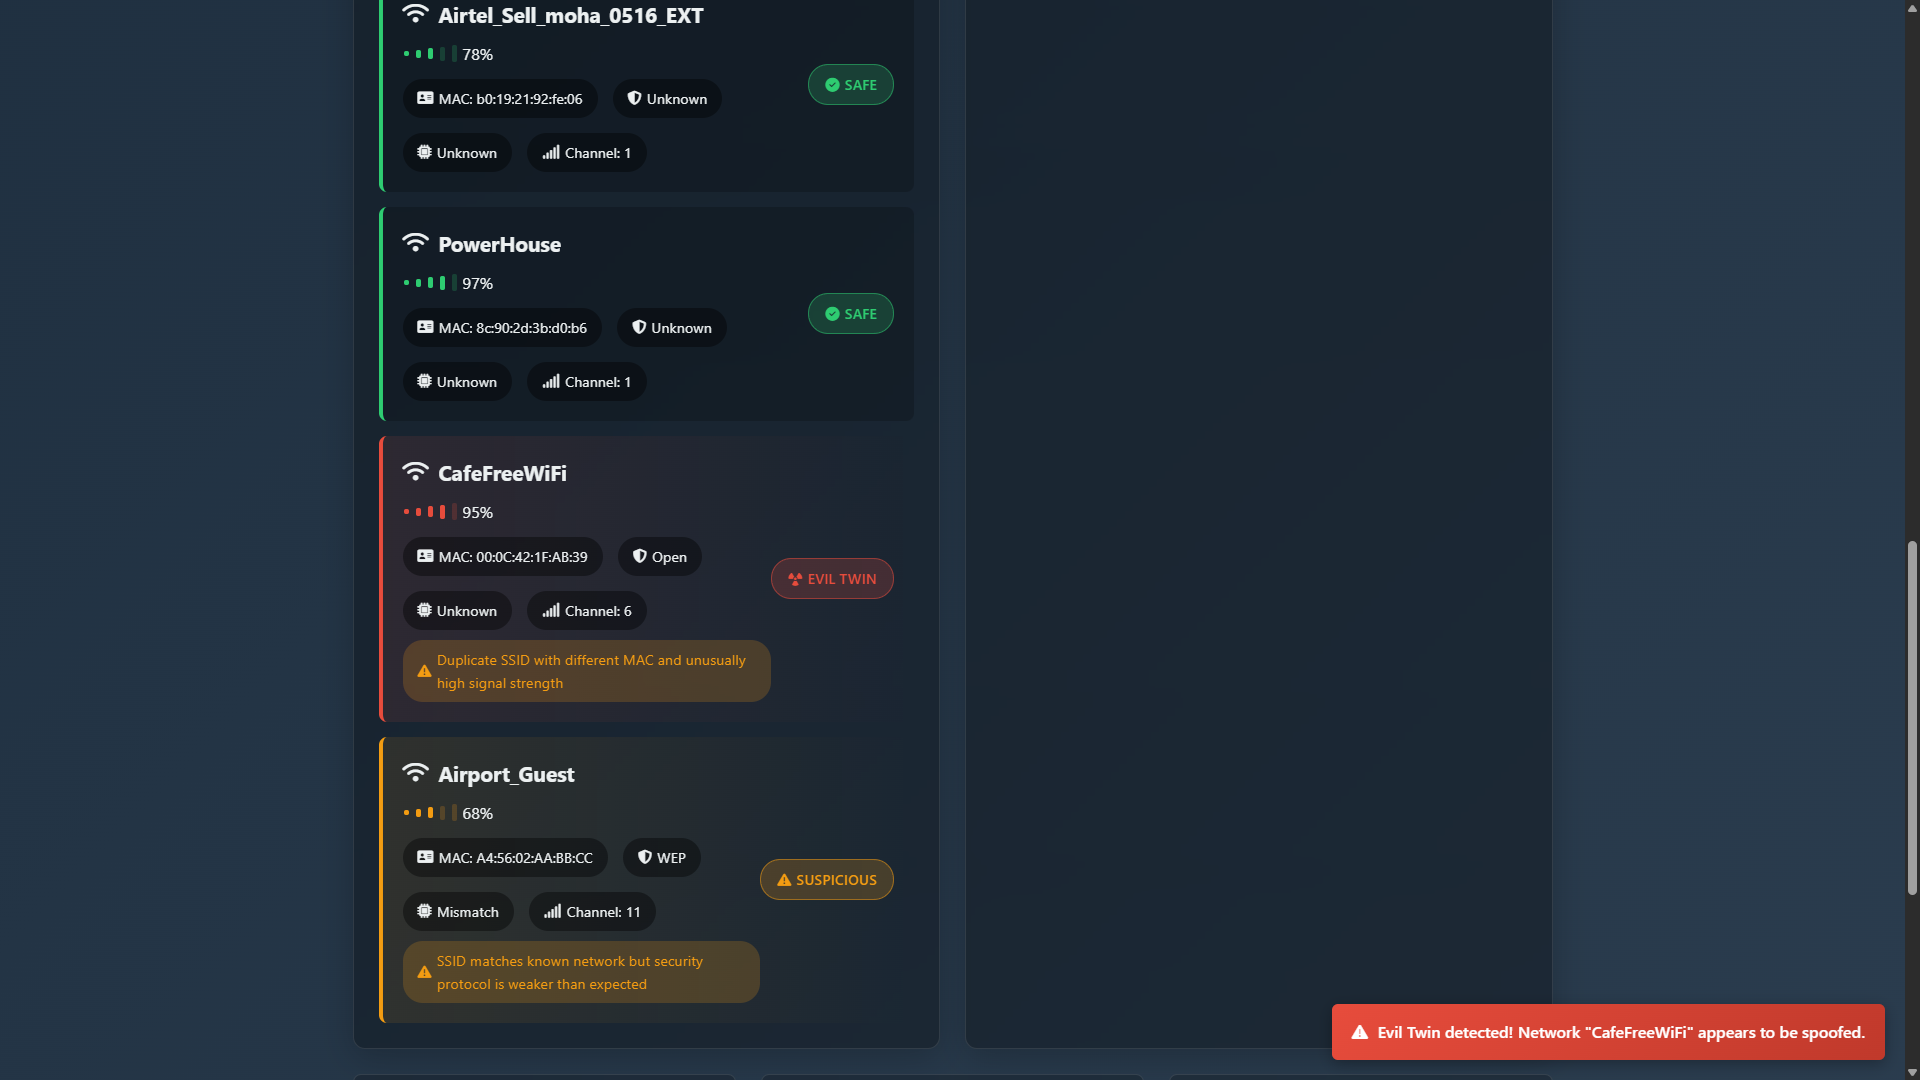 Airtel_Sell_moha_0516_EXT
78%
MAC: b0:19:21:92:fe:06
Unknown
SAFE
Unknown
Channel: 1
PowerHouse
97%
MAC: 8c:90:2d:3b:d0:b6
Unknown
SAFE
Unknown
Channel: 1
CafeFreeWiFi
95%
MAC: 00:0C:42:1F:AB:39
Open
EVIL TWIN
Unknown
Channel: 6
Duplicate SSID with different MAC and unusually
high signal strength
Airport_Guest
68%
MAC: A4:56:02:AA:BB:CC
WEP
SUSPICIOUS
Mismatch
Channel: 11
SSID matches known network but security
protocol is weaker than expected
Evil Twin detected! Network "CafeFreeWiFi" appears to be spoofed.